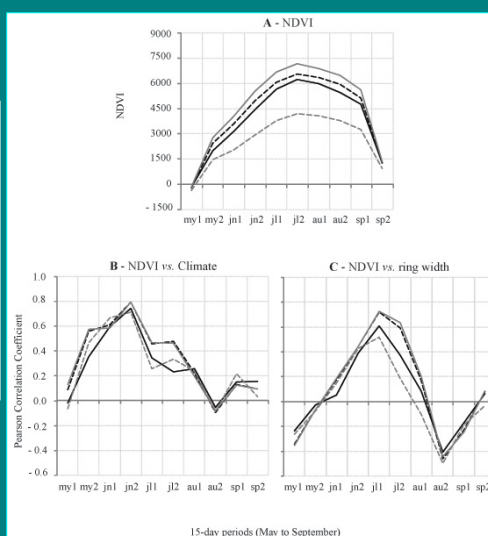 A - NDVI
9000
7500
6000
4500
3000
1500
0
- 1500
NDVI
my1 my2 jn1 jn2 jl1 jl2 au1 au2 sp1 sp2
B - NDVI vs. Climate
C - NDVI vs. ring width
1.0
0.8
0.6
0.4
0.2
0.0
- 0.2
- 0.4
- 0.6
Pearson Correlation Coefficient
my1 my2 jn1 jn2 jl1 jl2 au1 au2 sp1 sp2
my1 my2 jn1 jn2 jl1 jl2 au1 au2 sp1 sp2
15-day periods (May to September)